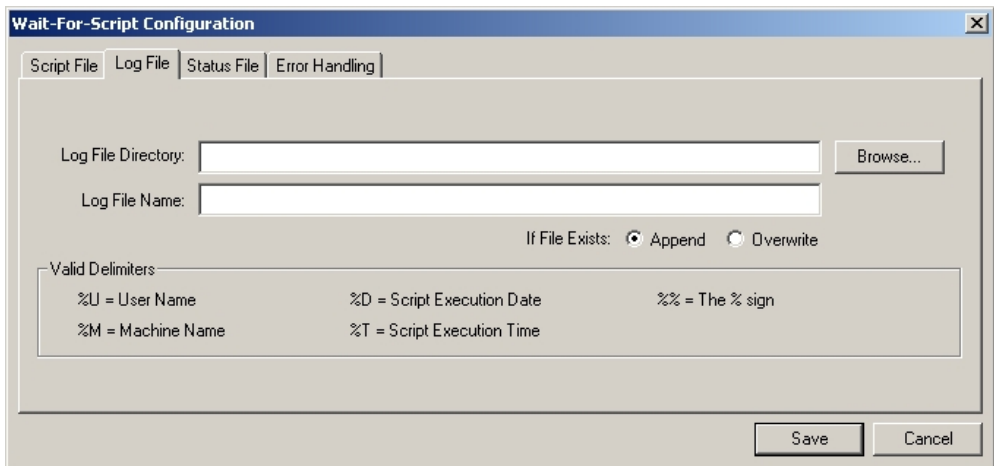 Wait-For-Script Configuration
Script File Log File Status File Error Handling
Log File Directory: Browse...
Log File Name:
If File Exists: Append Overwrite
Valid Delimiters
%U = User Name %D = Script Execution Date %% = The % sign
%M = Machine Name %T = Script Execution Time
Save Cancel